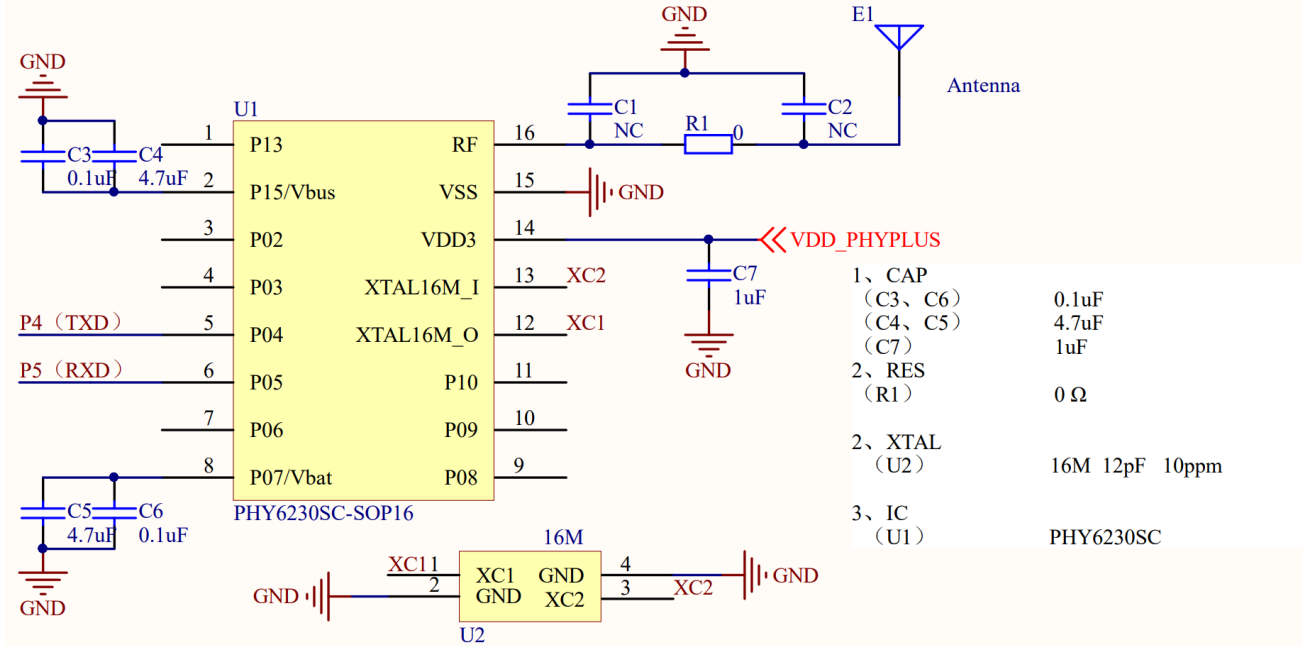 GND
E1
GND
Antenna
U1
C1
NC
R1
0
C2
NC
C3
0.1uF
C4
4.7uF
1
P13
RF
16
2
P15/Vbus
VSS
15
GND
3
P02
VDD3
14
VDD_PHYPLUS
4
P03
XTAL16M_I
13
XC2
C7
1uF
P4（TXD）
5
P04
XTAL16M_O
12
XC1
GND
P5（RXD）
6
P05
P10
11
7
P06
P09
10
8
P07/Vbat
P08
9
C5
4.7uF
C6
0.1uF
GND
PHY6230SC-SOP16
1、CAP
（C3、C6） 0.1uF
（C4、C5） 4.7uF
（C7） 1uF
2、RES
（R1） 0 Ω
2、XTAL
（U2） 16M 12pF 10ppm
3、IC
（U1） PHY6230SC
16M
XC1
1
XC1
GND
4
GND
GND
2
GND
XC2
3
XC2
U2